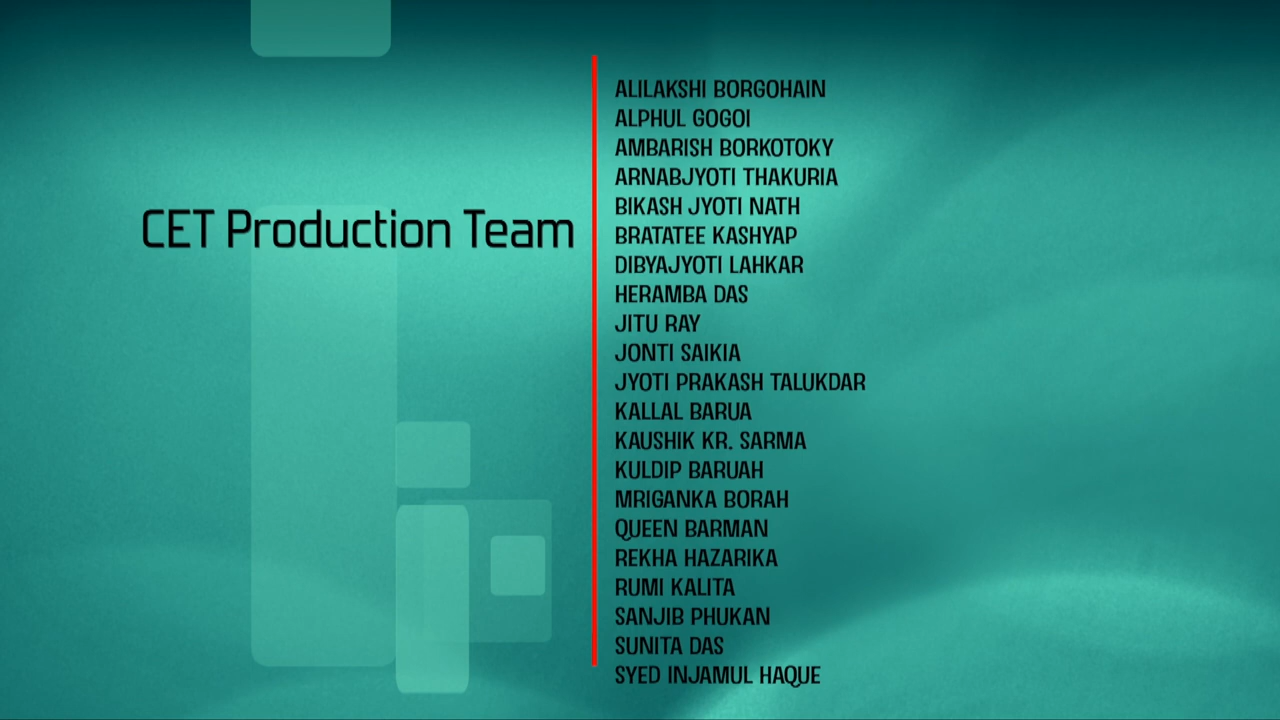 CET Production Team
ALILAKSHI BORGOHAIN
ALPHUL GOGOI
AMBARISH BORKOTOKY
ARNABJYOTI THAKURIA
BIKASH JYOTI NATH
BRATATEE KASHYAP
DIBYAJYOTI LAHKAR
HERAMBA DAS
JITU RAY
JONTI SAIKIA
JYOTI PRAKASH TALUKDAR
KALLAL BARUA
KAUSHIK KR. SARMA
KULDIP BARUAH
MRIGANKA BORAH
QUEEN BARMAN
REKHA HAZARIKA
RUMI KALITA
SANJIB PHUKAN
SUNITA DAS
SYED INJAMUL HAQUE